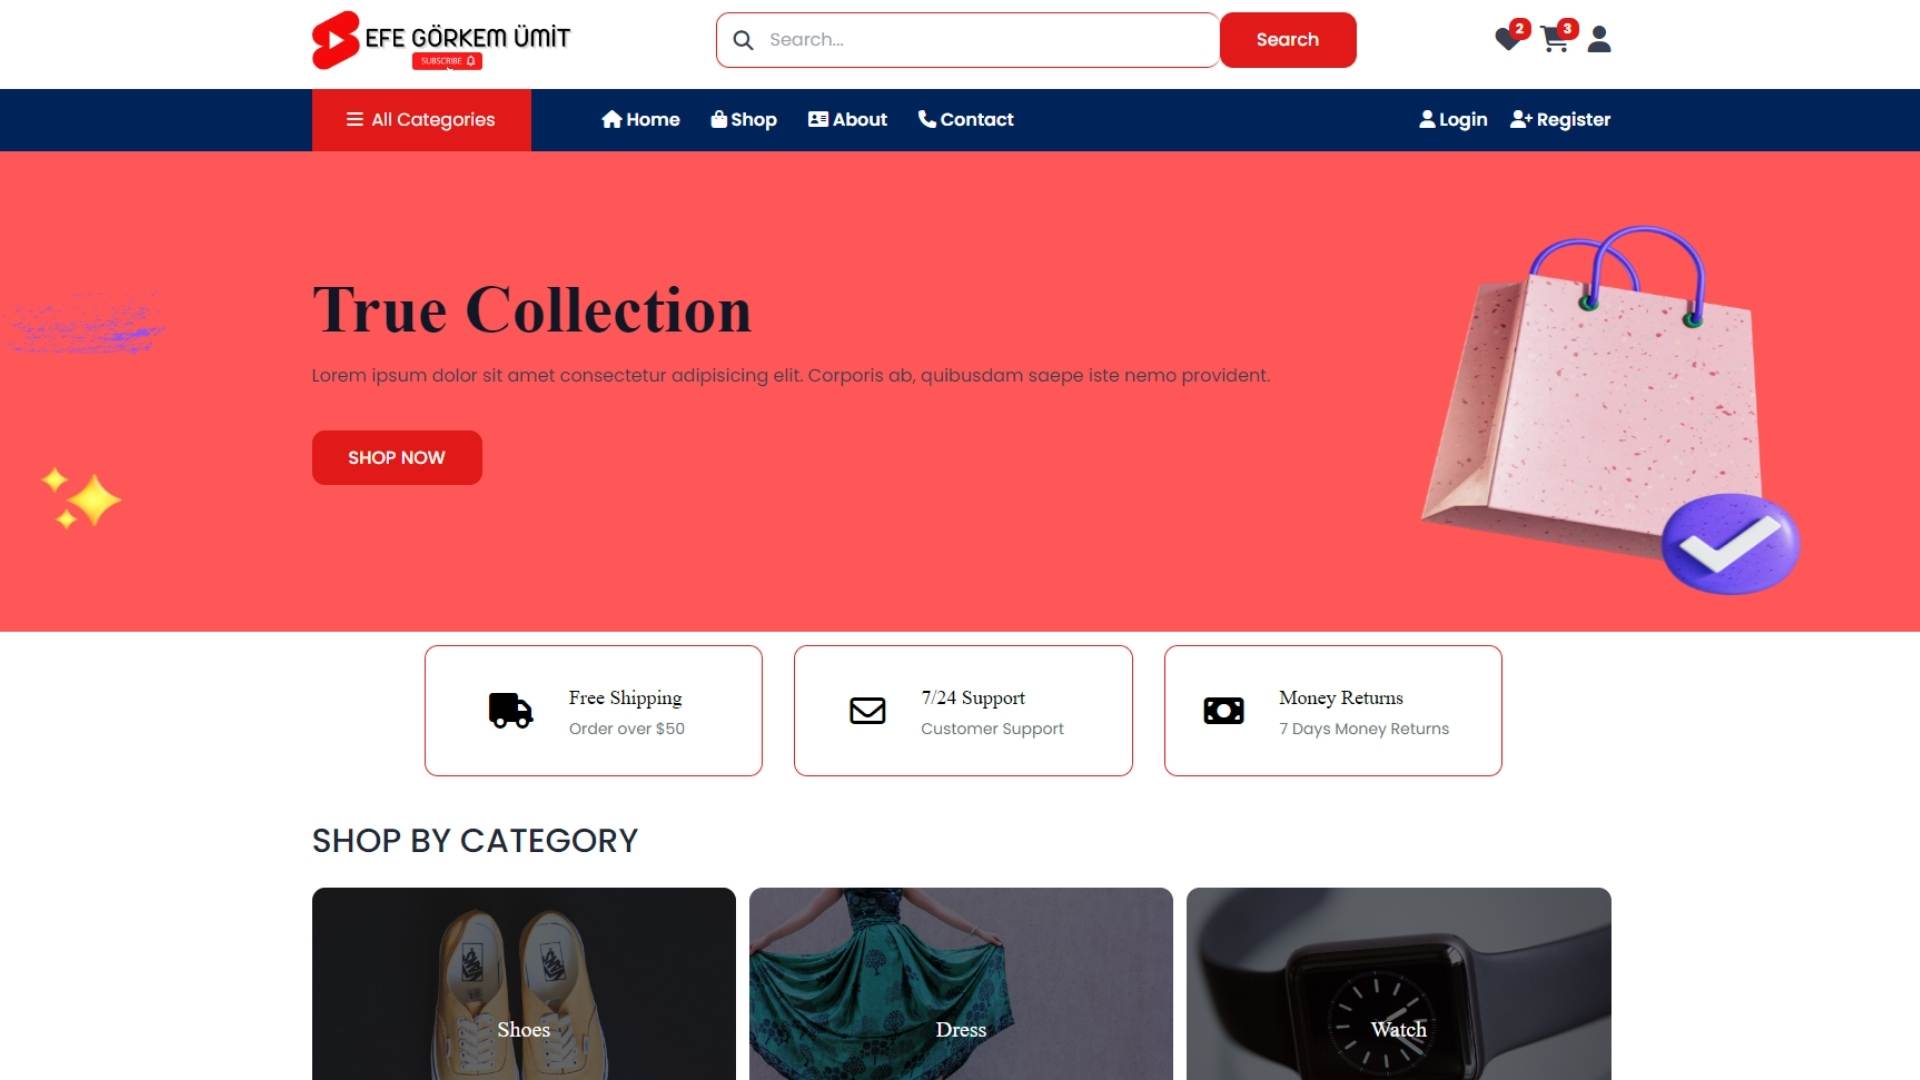 EFE GÖRKEM ÜMİT
SUBSCRIBE
Search...
Search
2
3
All Categories
Home
Shop
About
Contact
Login
Register
True Collection
Lorem ipsum dolor sit amet consectetur adipisicing elit. Corporis ab, quibusdam saepe iste nemo provident.
SHOP NOW
Free Shipping
Order over $50
7/24 Support
Customer Support
Money Returns
7 Days Money Returns
SHOP BY CATEGORY
Shoes
Dress
Watch